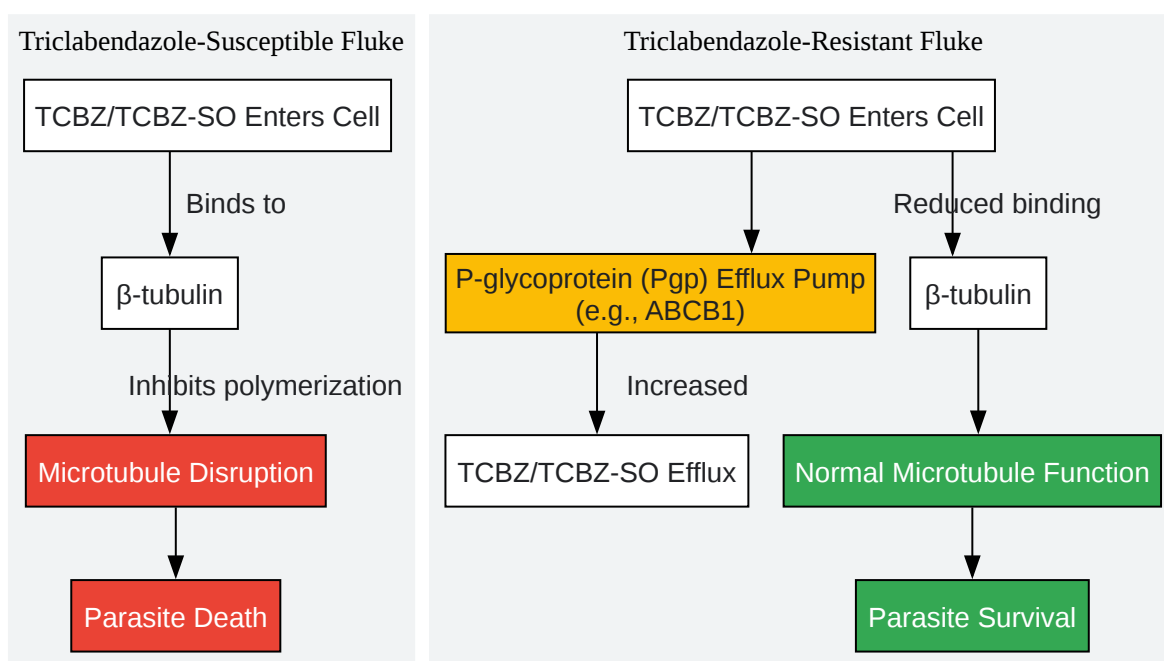 Triclabendazole-Susceptible Fluke
TCBZ/TCBZ-SO Enters Cell
Binds to
β-tubulin
Inhibits polymerization
Microtubule Disruption
Parasite Death
Triclabendazole-Resistant Fluke
TCBZ/TCBZ-SO Enters Cell
Reduced binding
P-glycoprotein (Pgp) Efflux Pump
(e.g., ABCB1)
β-tubulin
Increased
TCBZ/TCBZ-SO Efflux
Normal Microtubule Function
Parasite Survival